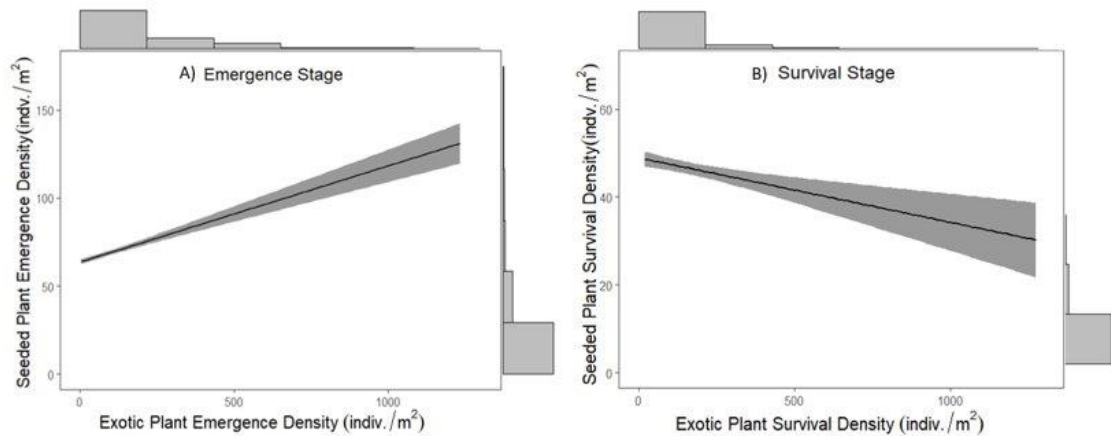 A) Emergence Stage
Seeded Plant Emergence Density(indv./m²)
150
100
50
0
0 500 1000
Exotic Plant Emergence Density (indiv./m²)
B) Survival Stage
Seeded Plant Survival Density(indv./m²)
60
40
20
0
0 500 1000
Exotic Plant Survival Density (indiv./m²)